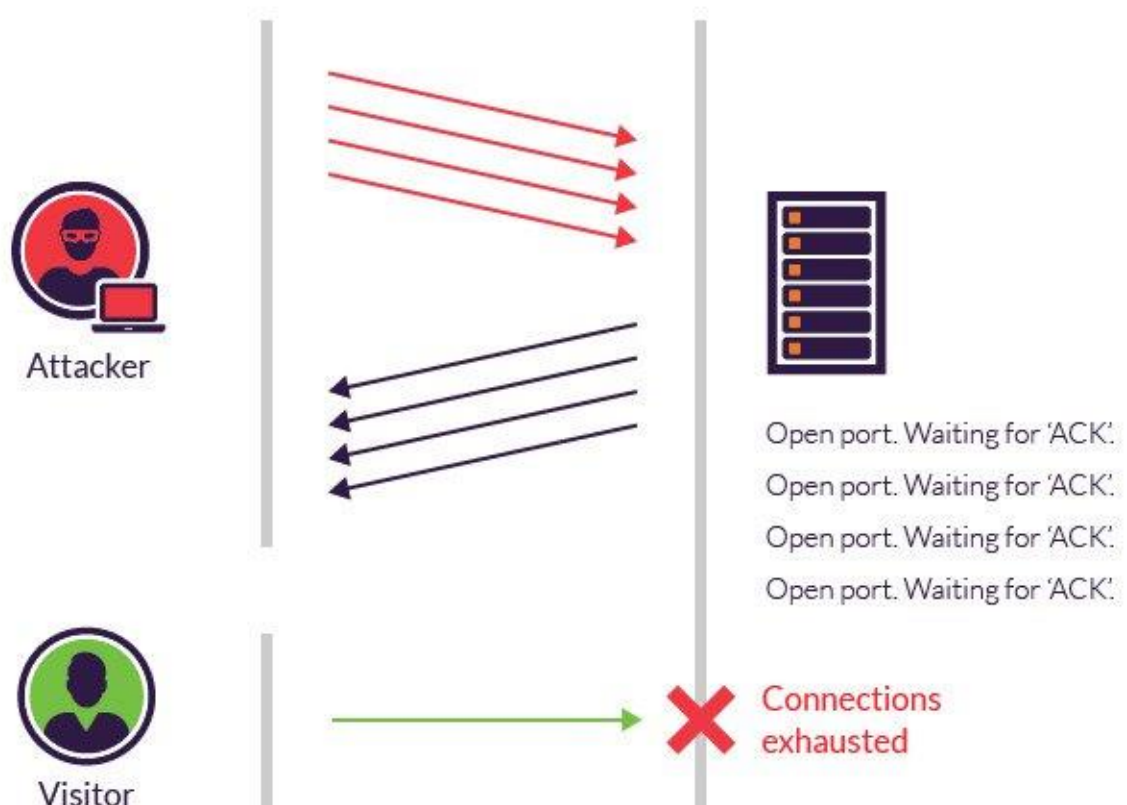 Attacker
Open port. Waiting for ‘ACK’.
Open port. Waiting for ‘ACK’.
Open port. Waiting for ‘ACK’.
Open port. Waiting for ‘ACK’.
Visitor
Connections
exhausted